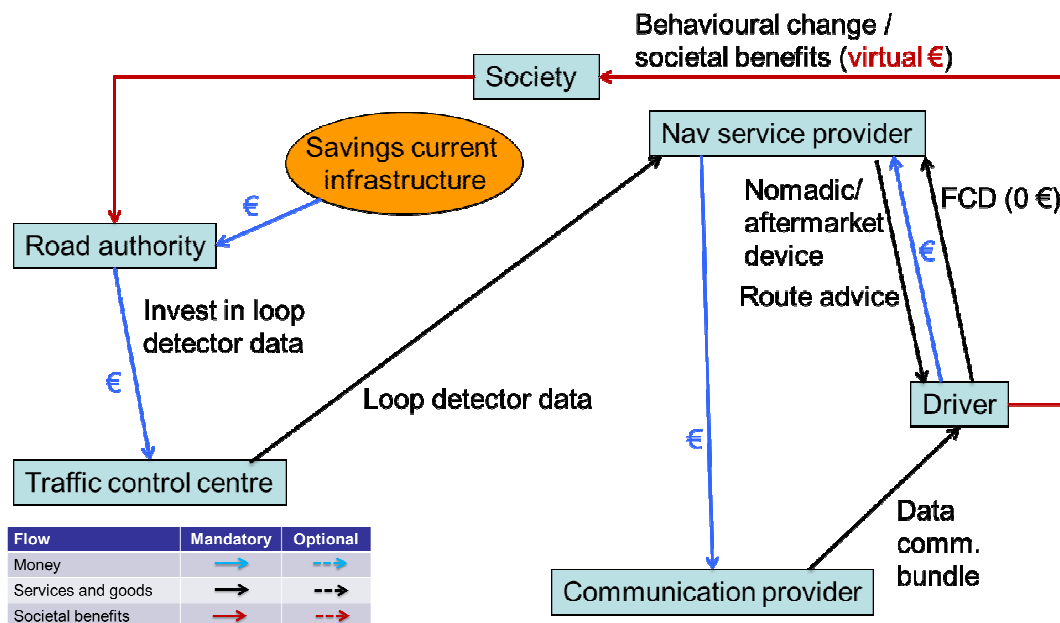 Behavioural change /
societal benefits (virtual €)
Society
Nav service provider
Savings current
infrastructure
€
Road authority
Nomadic/
aftermarket
device
Route advice
FCD (0 €)
€
Invest in loop
detector data
€
Loop detector data
Driver
€
Traffic control centre
Data
comm.
bundle
Communication provider
Flow Mandatory Optional
Money
Services and goods
Societal benefits